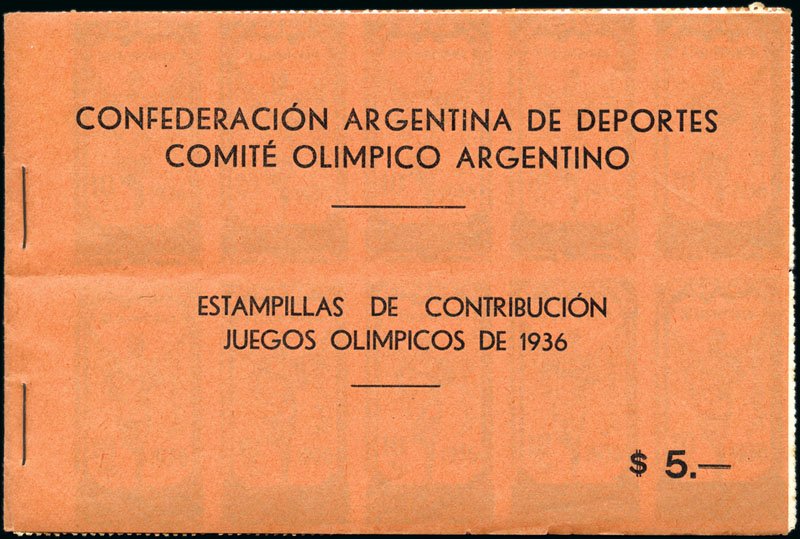 CONFEDERACIÓN ARGENTINA DE DEPORTES
COMITÉ OLIMPICO ARGENTINO
ESTAMPILLAS DE CONTRIBUCIÓN
JUEGOS OLIMPICOS DE 1936
$ 5.—